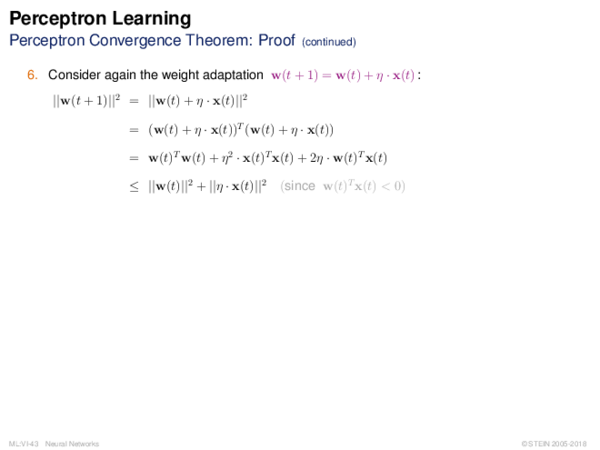 Perceptron Learning
Perceptron Convergence Theorem: Proof (continued)
6. Consider again the weight adaptation w(t + 1) = w(t) + η · x(t) :
||w(t + 1)||² = ||w(t) + η · x(t)||²
= (w(t) + η · x(t))ᵀ(w(t) + η · x(t))
= w(t)ᵀw(t) + η² · x(t)ᵀx(t) + 2η · w(t)ᵀx(t)
≤ ||w(t)||² + ||η · x(t)||² (since w(t)ᵀx(t) < 0)
ML:VI-43 Neural Networks © STEIN 2005-2018